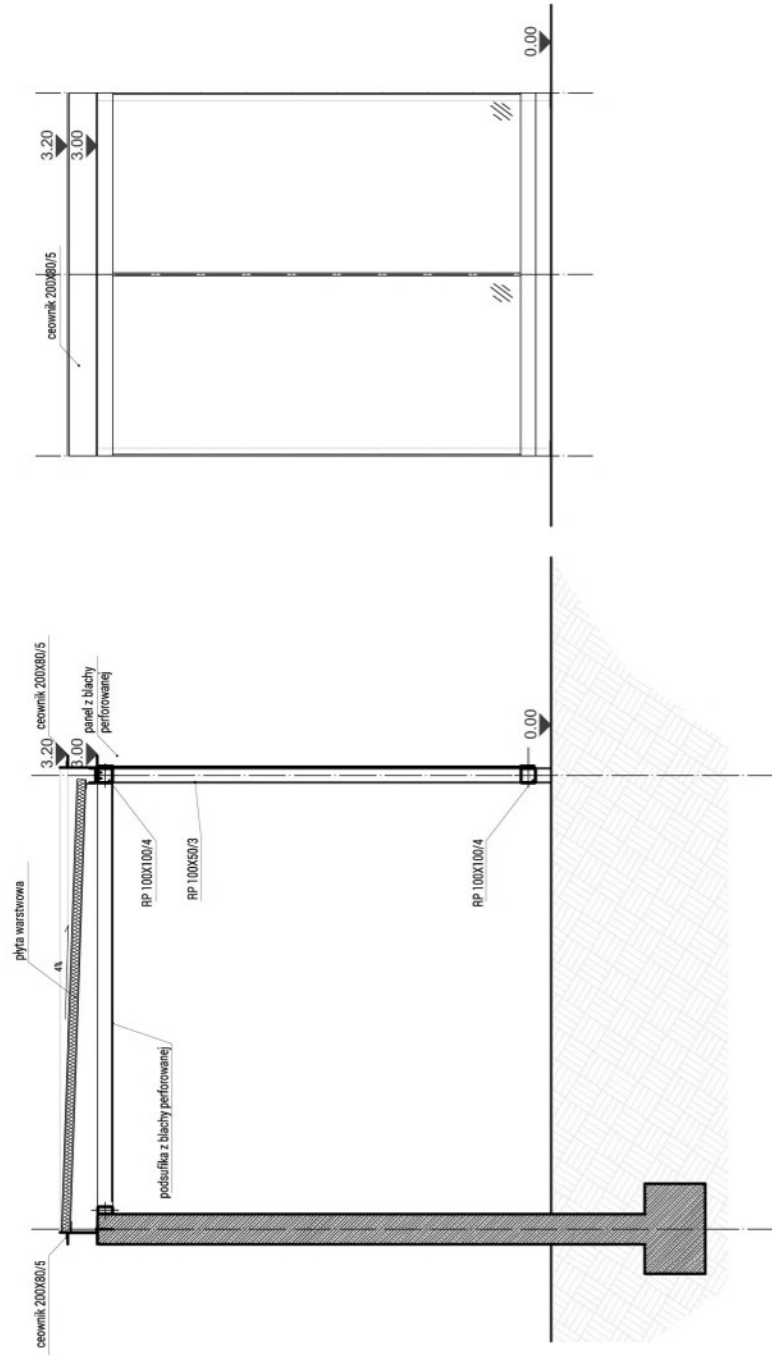 ceownik 200X80/5
płyta warstwowa
4%
3.20
3.00
ceownik 200X80/5
panel z blachy
perforowanej
RP 100X100/4
RP 100X50/3
podsufika z blachy perforowanej
RP 100X100/4
0.00
ceownik 200X80/5
3.20
3.00
0.00